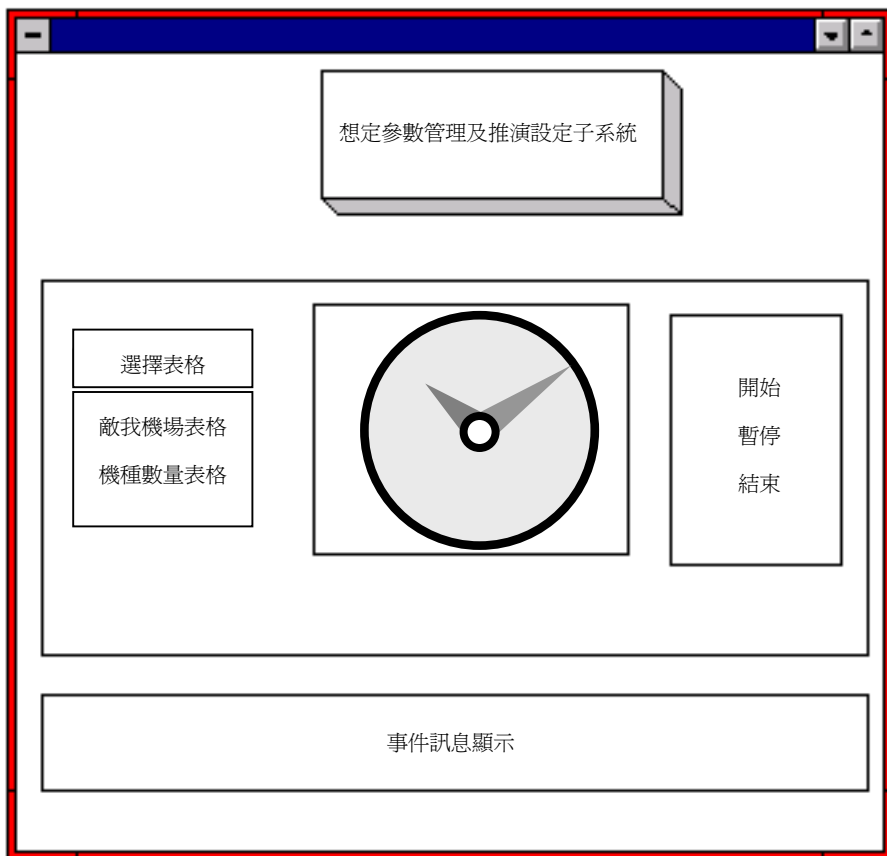 想定參數管理及推演設定子系統
選擇表格
敵我機場表格
機種數量表格
開始
暫停
結束
事件訊息顯示